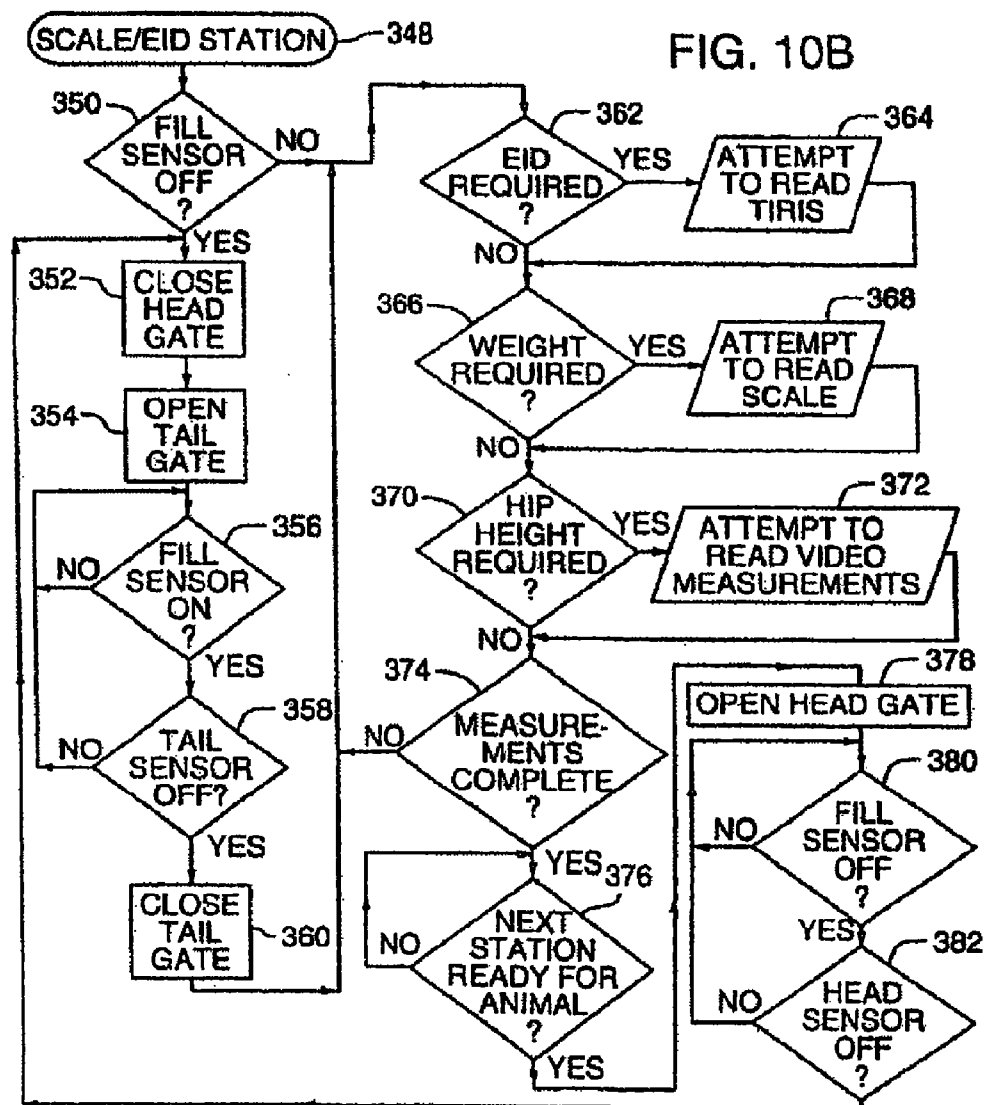 SCALE/EID STATION
348
FIG. 10B
350
FILL
SENSOR
OFF
?
NO
YES
352
CLOSE
HEAD
GATE
354
OPEN
TAIL
GATE
356
FILL
SENSOR
ON
?
NO
YES
358
TAIL
SENSOR
OFF?
NO
YES
CLOSE
TAIL
GATE
360
362
EID
REQUIRED
?
YES
NO
364
ATTEMPT
TO READ
TIRIS
366
WEIGHT
REQUIRED
?
YES
NO
368
ATTEMPT
TO READ
SCALE
370
HIP
HEIGHT
REQUIRED
?
YES
NO
372
ATTEMPT TO
READ VIDEO
MEASUREMENTS
374
MEASURE-
MENTS
COMPLETE
?
NO
YES
376
NEXT
STATION
READY FOR
ANIMAL
?
NO
YES
378
OPEN HEAD GATE
380
FILL
SENSOR
OFF
?
NO
YES
382
HEAD
SENSOR
OFF
?
NO